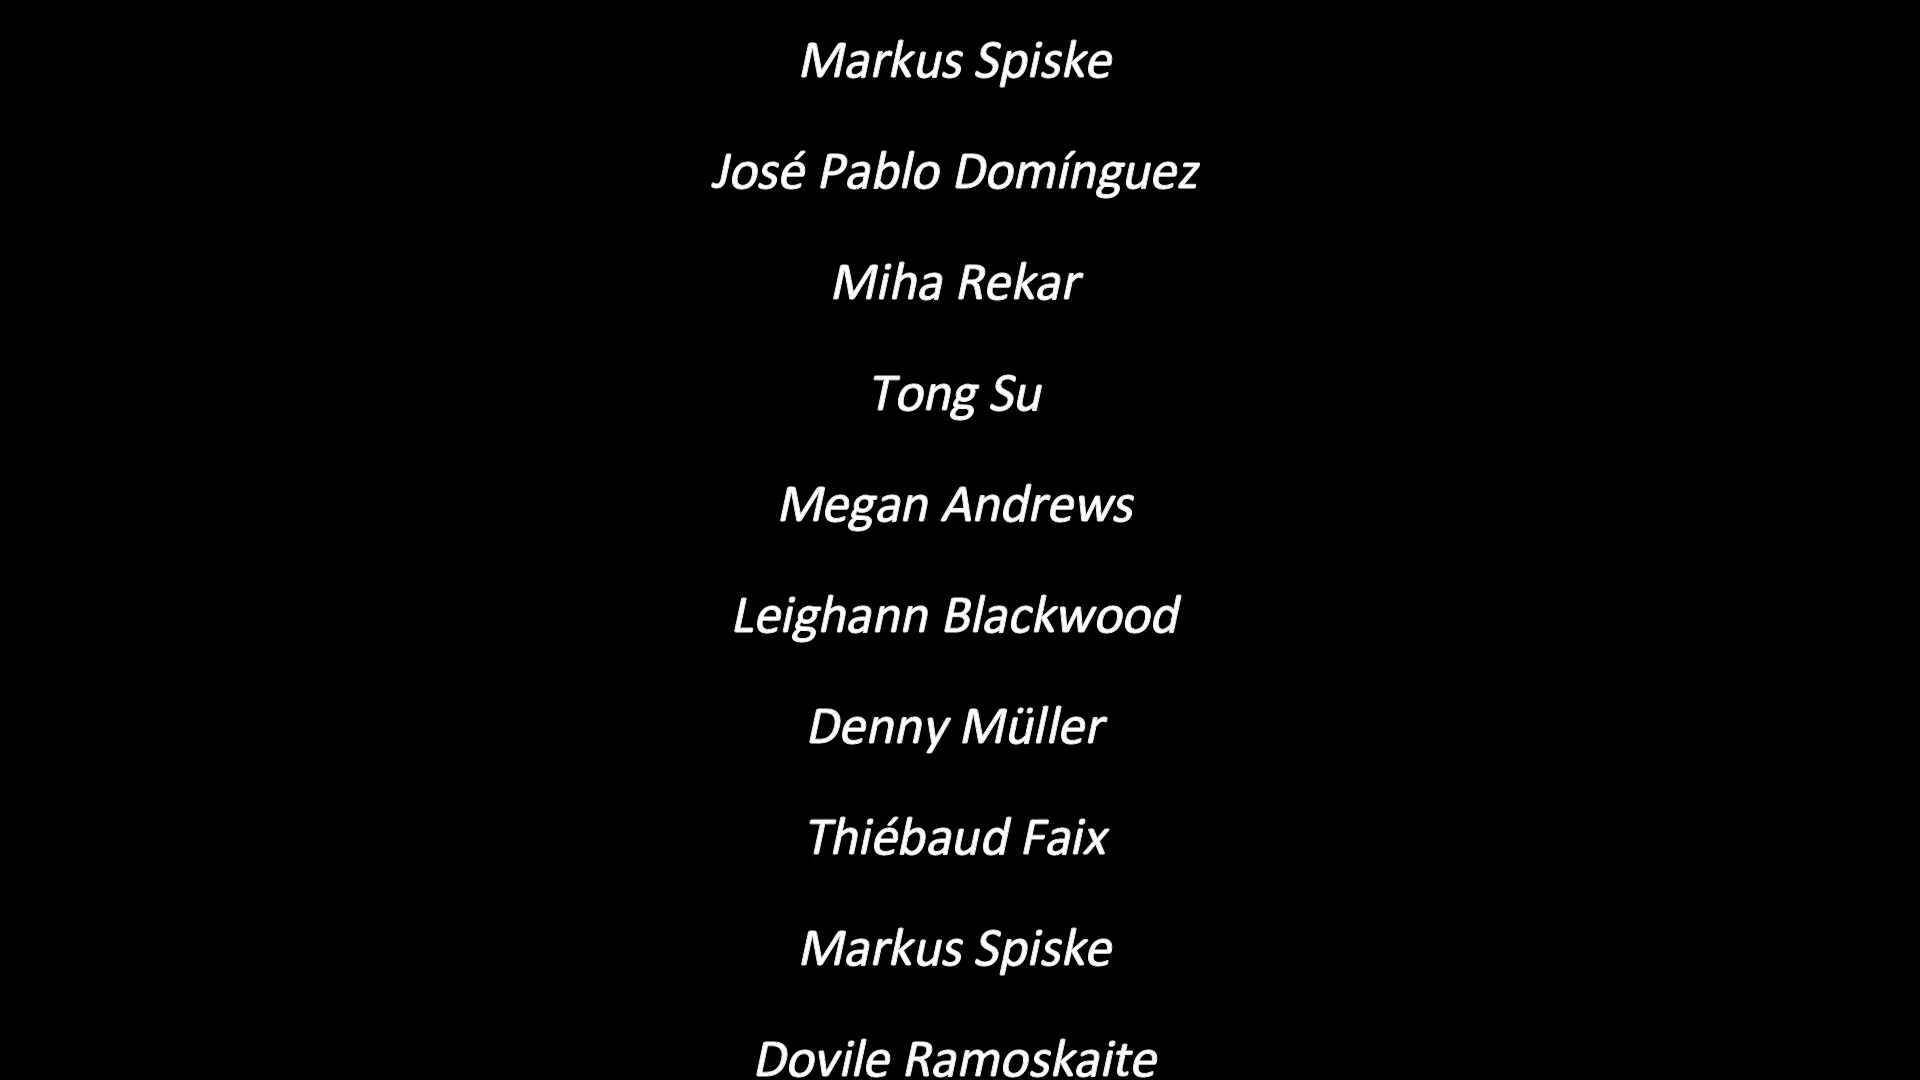 Markus Spiske
José Pablo Domínguez
Miha Rekar
Tong Su
Megan Andrews
Leighann Blackwood
Denny Müller
Thiébaud Faix
Markus Spiske
Dovile Ramoskaite